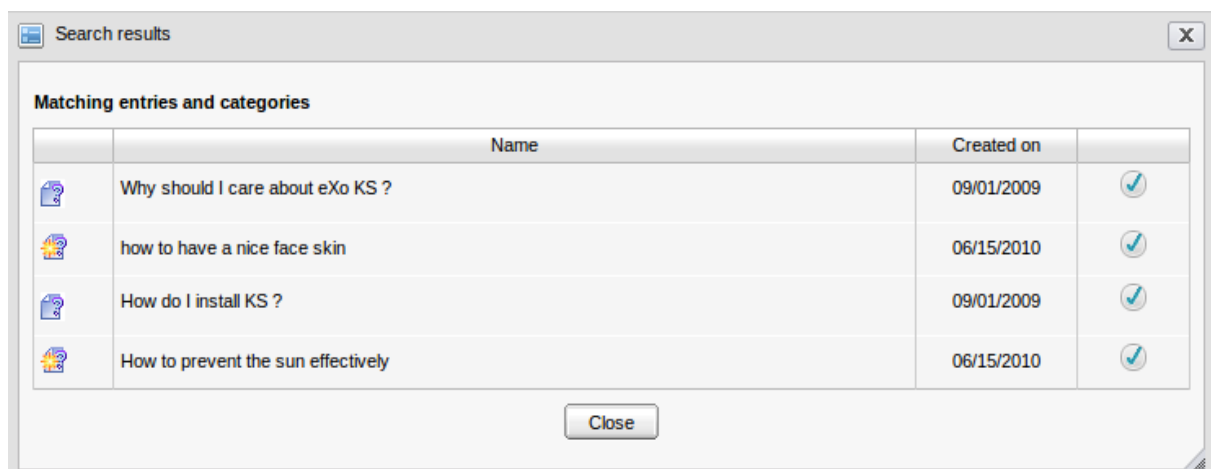 Search results
X
Matching entries and categories
Name Created on
Why should I care about eXo KS ? 09/01/2009
how to have a nice face skin 06/15/2010
How do I install KS ? 09/01/2009
How to prevent the sun effectively 06/15/2010
Close